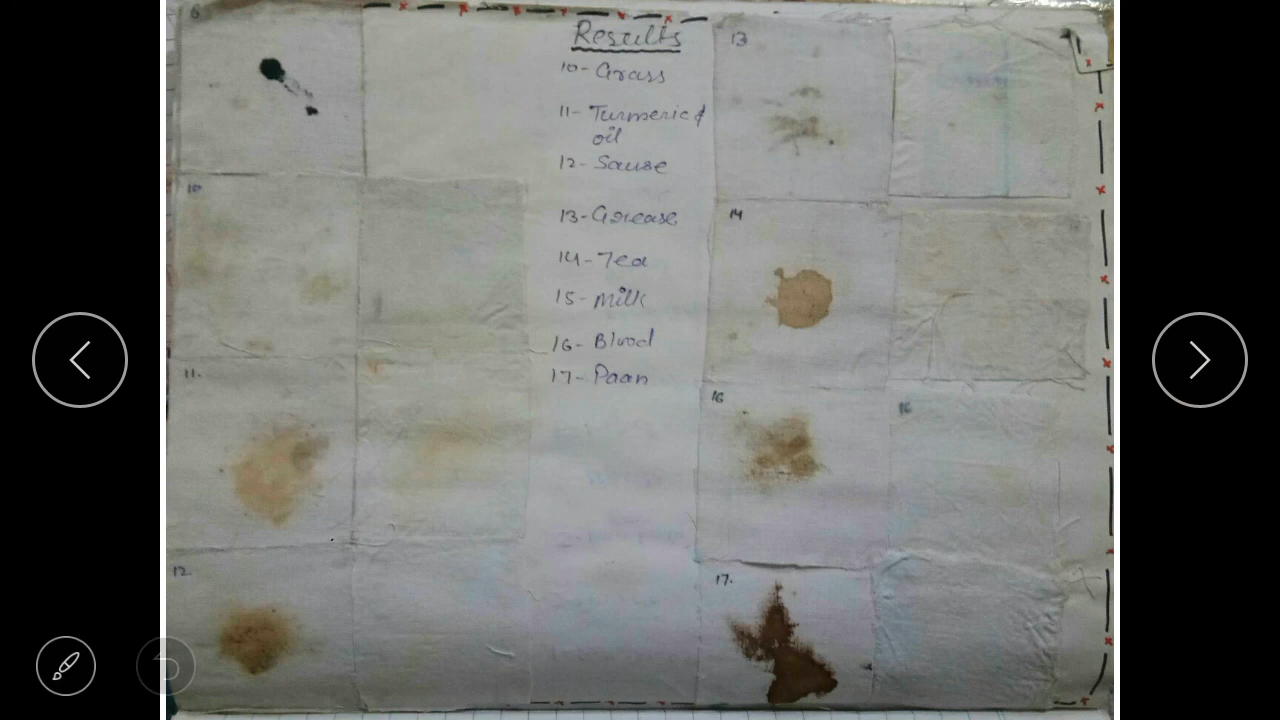 6
Results
10- Grass
11- Turmeric &
oil
12- Sause
13- Grease
14- Tea
15- Milk
16- Blood
17- Paan
10
11.
12.
13
14
16
16
17.